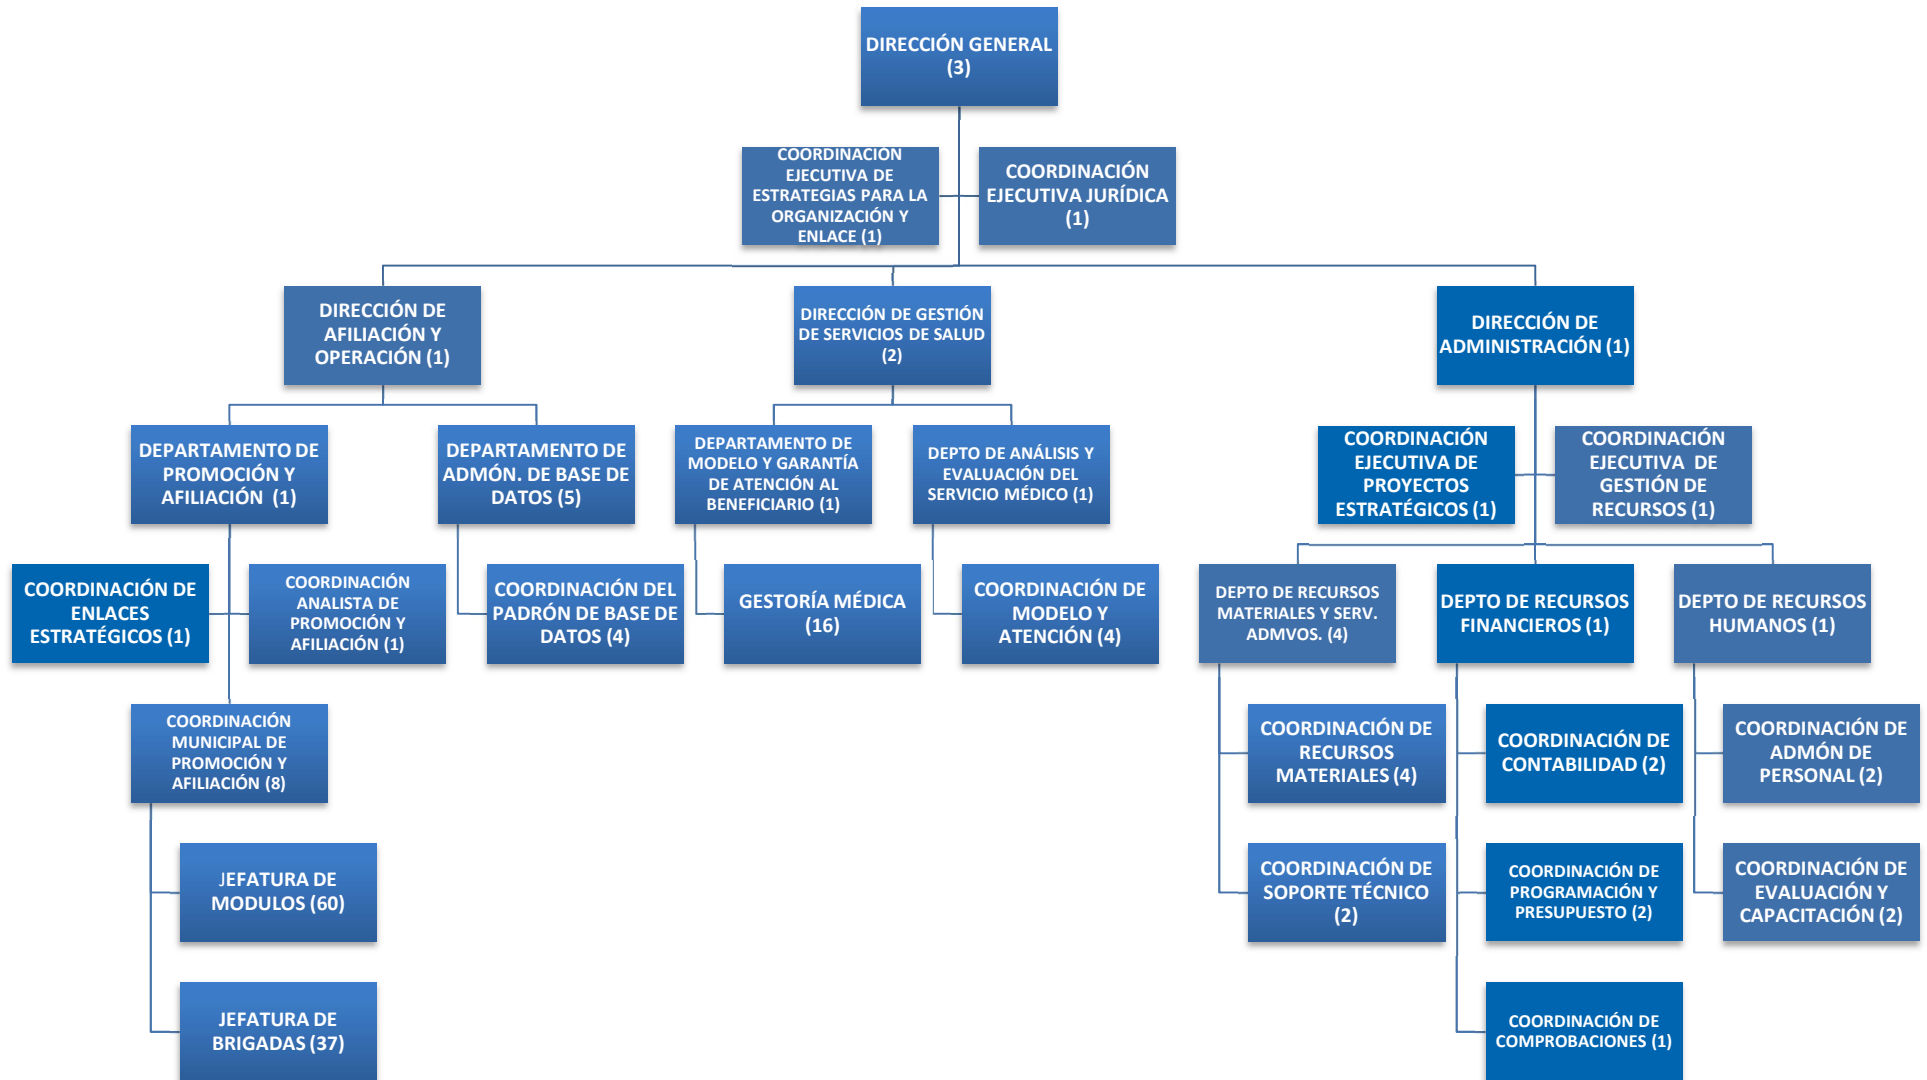 DIRECCIÓN GENERAL
(3)
COORDINACIÓN
EJECUTIVA DE
ESTRATEGIAS PARA LA
ORGANIZACIÓN Y
ENLACE (1)
COORDINACIÓN
EJECUTIVA JURÍDICA
(1)
DIRECCIÓN DE
AFILIACIÓN Y
OPERACIÓN (1)
DIRECCIÓN DE GESTIÓN
DE SERVICIOS DE SALUD
(2)
DIRECCIÓN DE
ADMINISTRACIÓN (1)
DEPARTAMENTO DE
PROMOCIÓN Y
AFILIACIÓN (1)
DEPARTAMENTO DE
ADMÓN. DE BASE DE
DATOS (5)
DEPARTAMENTO DE
MODELO Y GARANTÍA
DE ATENCIÓN AL
BENEFICIARIO (1)
DEPTO DE ANÁLISIS Y
EVALUACIÓN DEL
SERVICIO MÉDICO (1)
COORDINACIÓN
EJECUTIVA DE
PROYECTOS
ESTRATÉGICOS (1)
COORDINACIÓN
EJECUTIVA DE
GESTIÓN DE
RECURSOS (1)
COORDINACIÓN DE
ENLACES
ESTRATÉGICOS (1)
COORDINACIÓN
ANALISTA DE
PROMOCIÓN Y
AFILIACIÓN (1)
COORDINACIÓN DEL
PADRÓN DE BASE DE
DATOS (4)
GESTORÍA MÉDICA
(16)
COORDINACIÓN DE
MODELO Y
ATENCIÓN (4)
DEPTO DE RECURSOS
MATERIALES Y SERV.
ADMVOS. (4)
DEPTO DE RECURSOS
FINANCIEROS (1)
DEPTO DE RECURSOS
HUMANOS (1)
COORDINACIÓN
MUNICIPAL DE
PROMOCIÓN Y
AFILIACIÓN (8)
COORDINACIÓN DE
RECURSOS
MATERIALES (4)
COORDINACIÓN DE
CONTABILIDAD (2)
COORDINACIÓN DE
ADMÓN DE
PERSONAL (2)
JEFATURA DE
MODULOS (60)
COORDINACIÓN DE
SOPORTE TÉCNICO
(2)
COORDINACIÓN DE
PROGRAMACIÓN Y
PRESUPUESTO (2)
COORDINACIÓN DE
EVALUACIÓN Y
CAPACITACIÓN (2)
JEFATURA DE
BRIGADAS (37)
COORDINACIÓN DE
COMPROBACIONES (1)